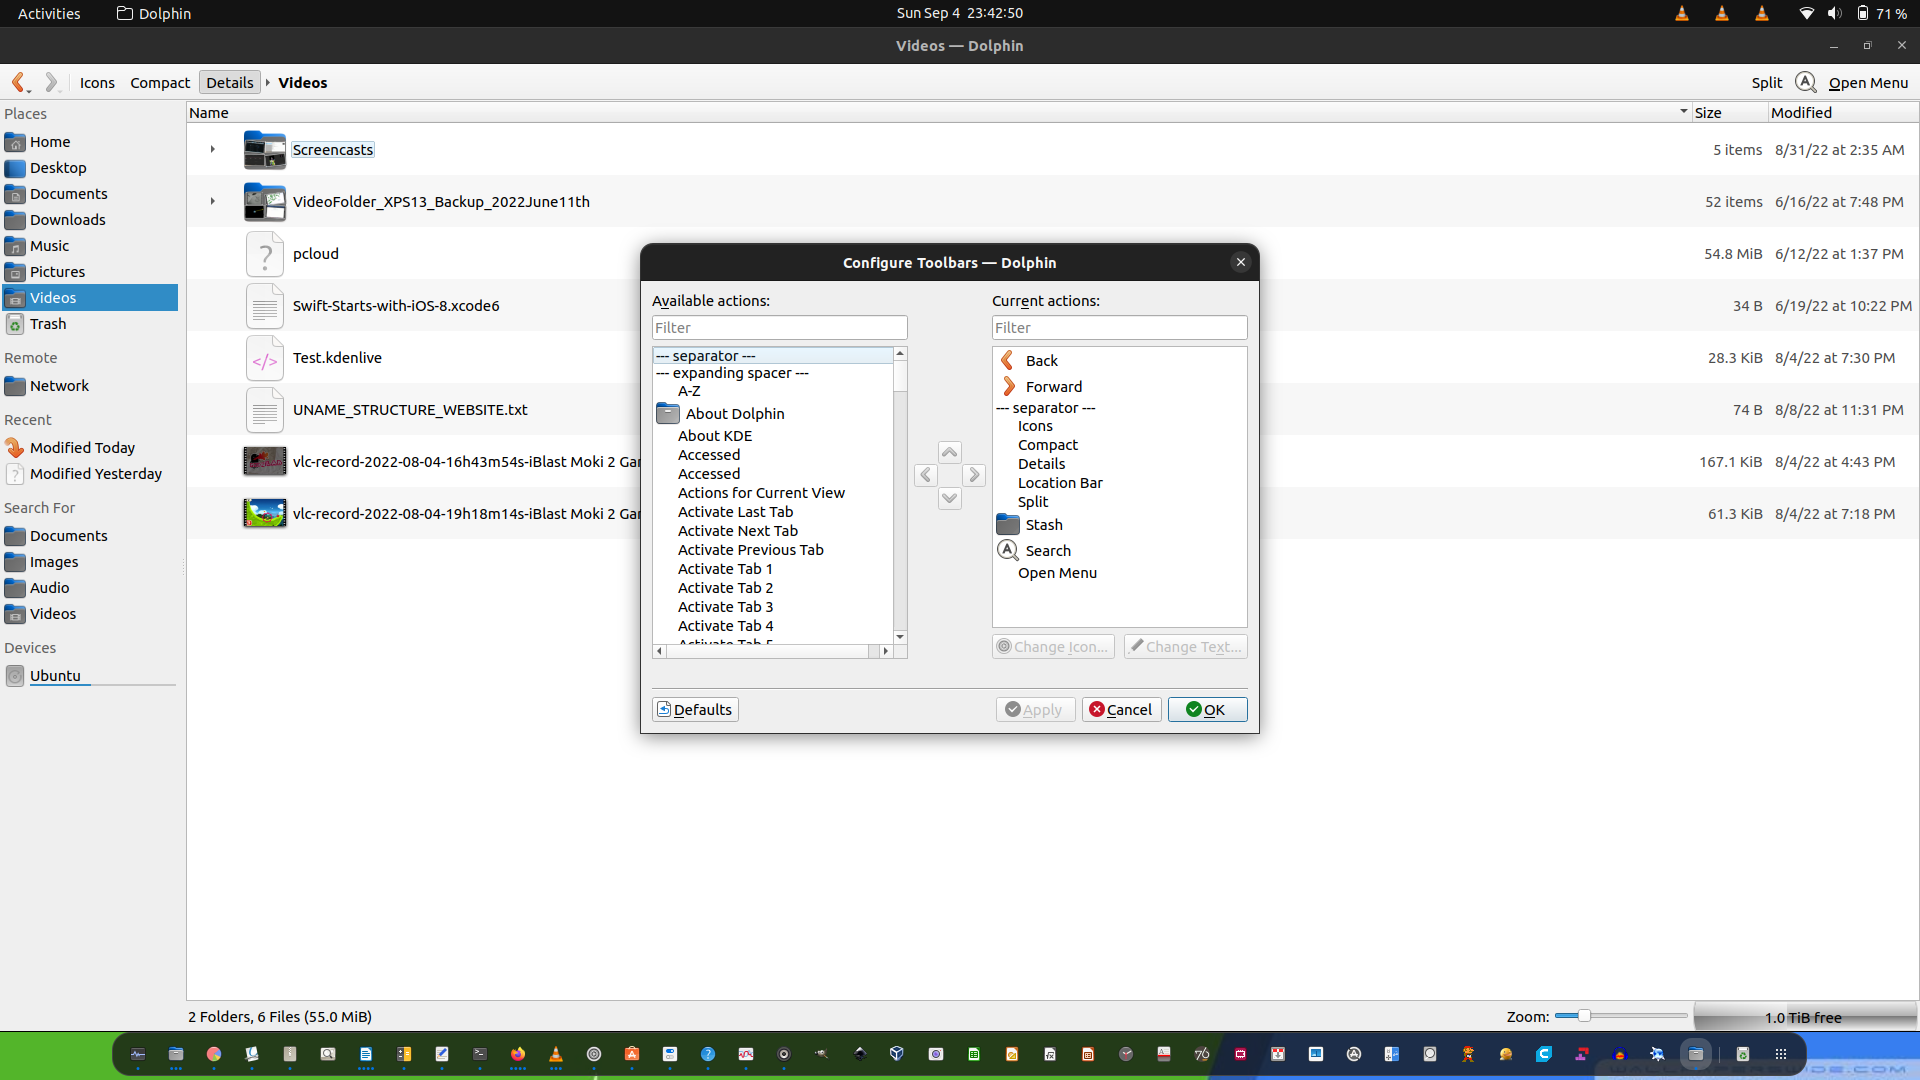 Activities Dolphin Sun Sep 4 23:42:50 71 %
Videos — Dolphin
Icons Compact Details Videos Split Open Menu
Places
Home
Desktop
Documents
Downloads
Music
Pictures
Videos
Trash
Remote
Network
Recent
Modified Today
Modified Yesterday
Search For
Documents
Images
Audio
Videos
Devices
Ubuntu
Name Size Modified
Screencasts 5 items 8/31/22 at 2:35 AM
VideoFolder_XPS13_Backup_2022June11th 52 items 6/16/22 at 7:48 PM
pcloud 54.8 MiB 6/12/22 at 1:37 PM
Swift-Starts-with-iOS-8.xcode6 34 B 6/19/22 at 10:22 PM
Test.kdenlive 28.3 KiB 8/4/22 at 7:30 PM
UNAME_STRUCTURE_WEBSITE.txt 74 B 8/8/22 at 11:31 PM
vlc-record-2022-08-04-16h43m54s-iBlast Moki 2 Gar 167.1 KiB 8/4/22 at 4:43 PM
vlc-record-2022-08-04-19h18m14s-iBlast Moki 2 Gar 61.3 KiB 8/4/22 at 7:18 PM
Configure Toolbars — Dolphin
Available actions:
Filter
--- separator ---
--- expanding spacer ---
A-Z
About Dolphin
About KDE
Accessed
Accessed
Actions for Current View
Activate Last Tab
Activate Next Tab
Activate Previous Tab
Activate Tab 1
Activate Tab 2
Activate Tab 3
Activate Tab 4
Activate Tab 5
Current actions:
Filter
Back
Forward
--- separator ---
Icons
Compact
Details
Location Bar
Split
Stash
Search
Open Menu
Change Icon... Change Text...
Defaults Apply Cancel OK
2 Folders, 6 Files (55.0 MiB) Zoom: 1.0 TiB free
76